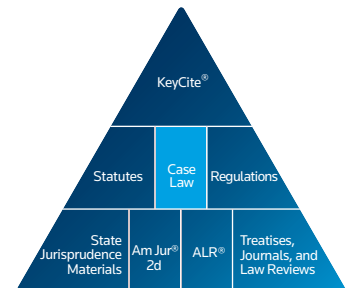 KeyCite®
Statutes
Case
Law
Regulations
State
Jurisprudence
Materials
Am Jur®
2d
ALR®
Treatises,
Journals, and
Law Reviews